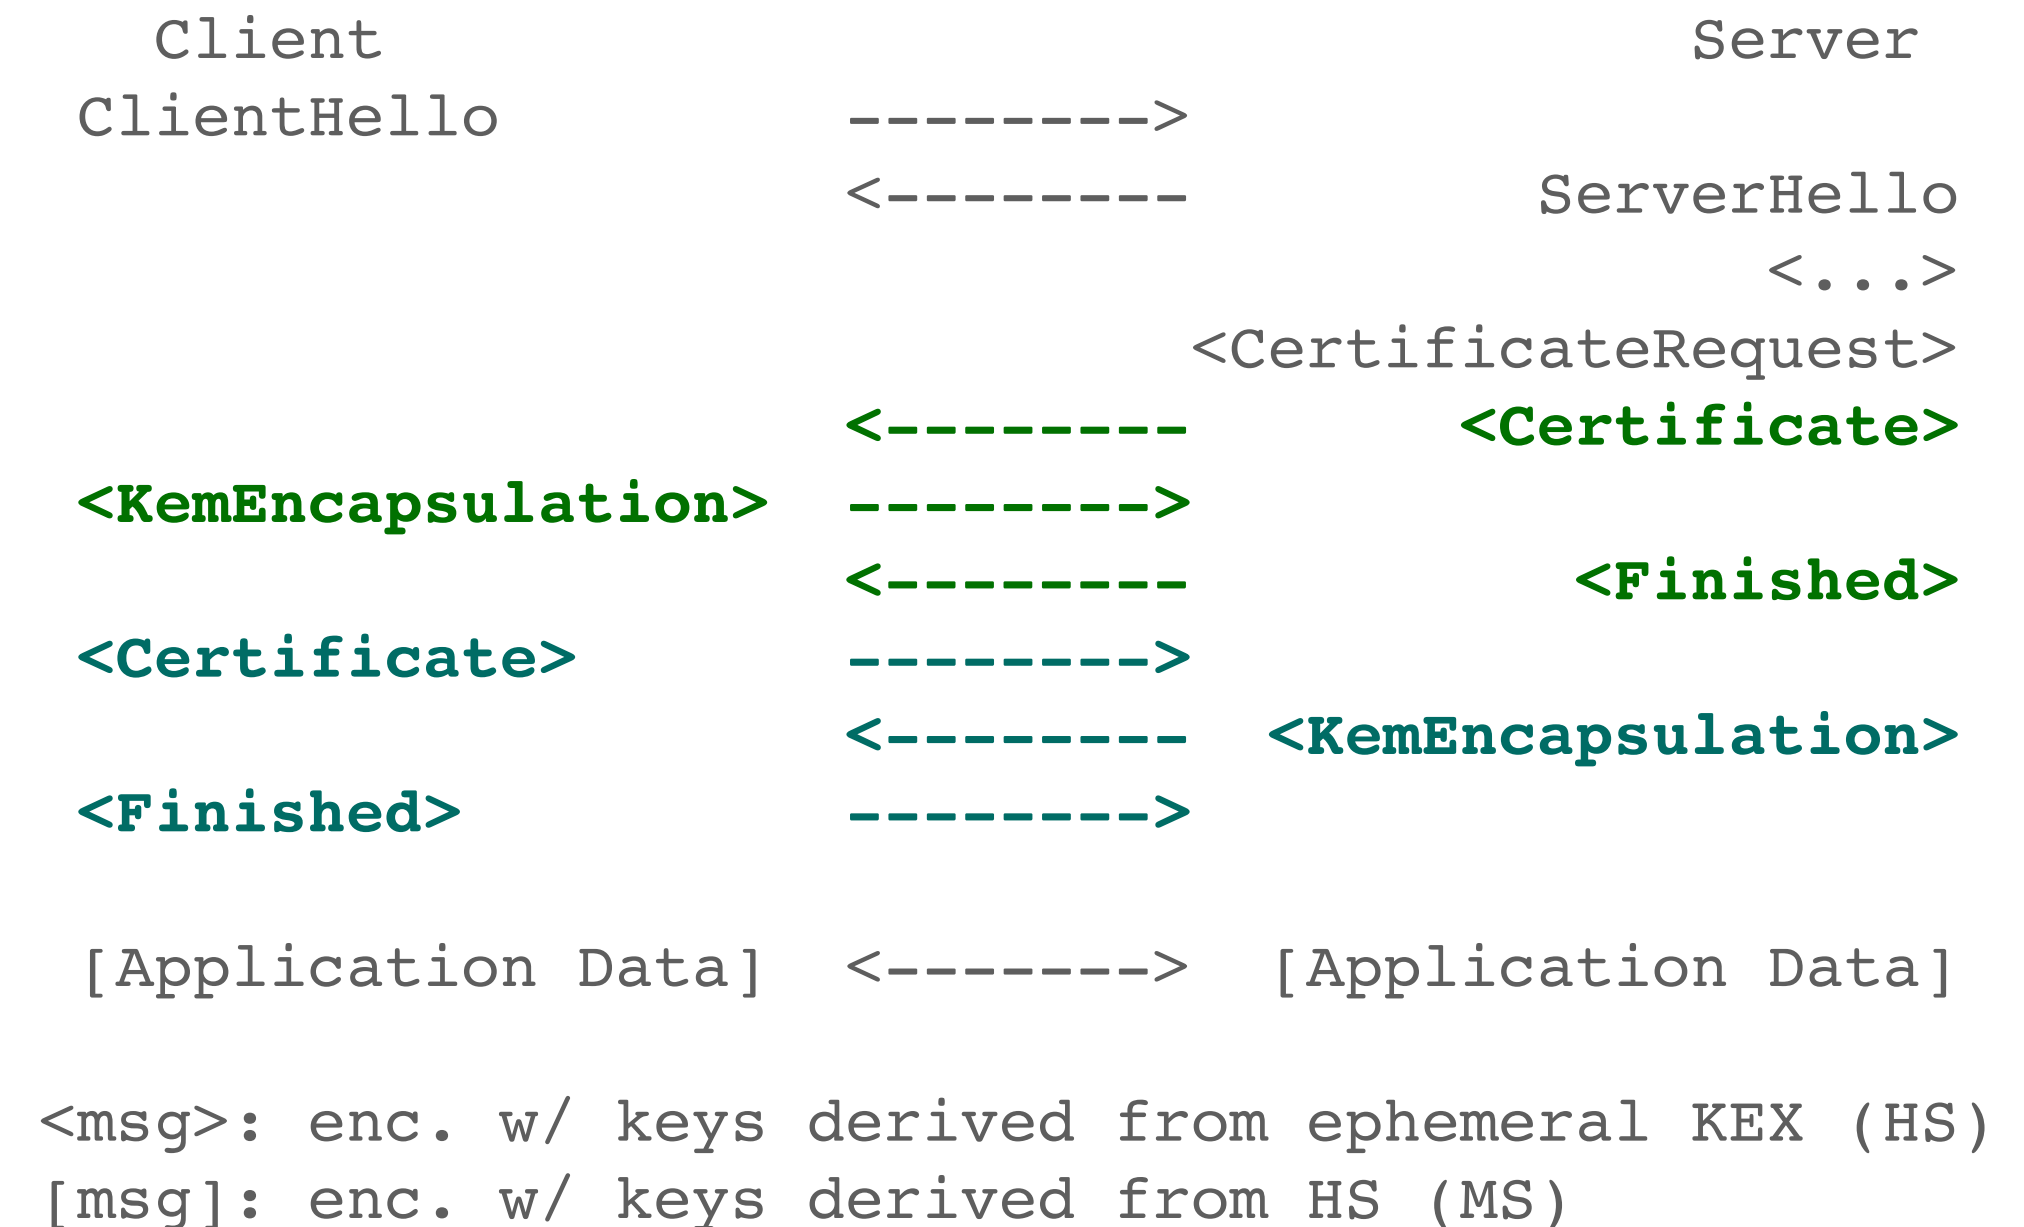 Client Server
ClientHello -------->
<-------- ServerHello
<...>
<CertificateRequest>
<-------- <Certificate>
<KemEncapsulation> -------->
<-------- <Finished>
<Certificate> -------->
<-------- <KemEncapsulation>
<Finished> -------->
[Application Data] <-------> [Application Data]
<msg>: enc. w/ keys derived from ephemeral KEX (HS)
[msg]: enc. w/ keys derived from HS (MS)